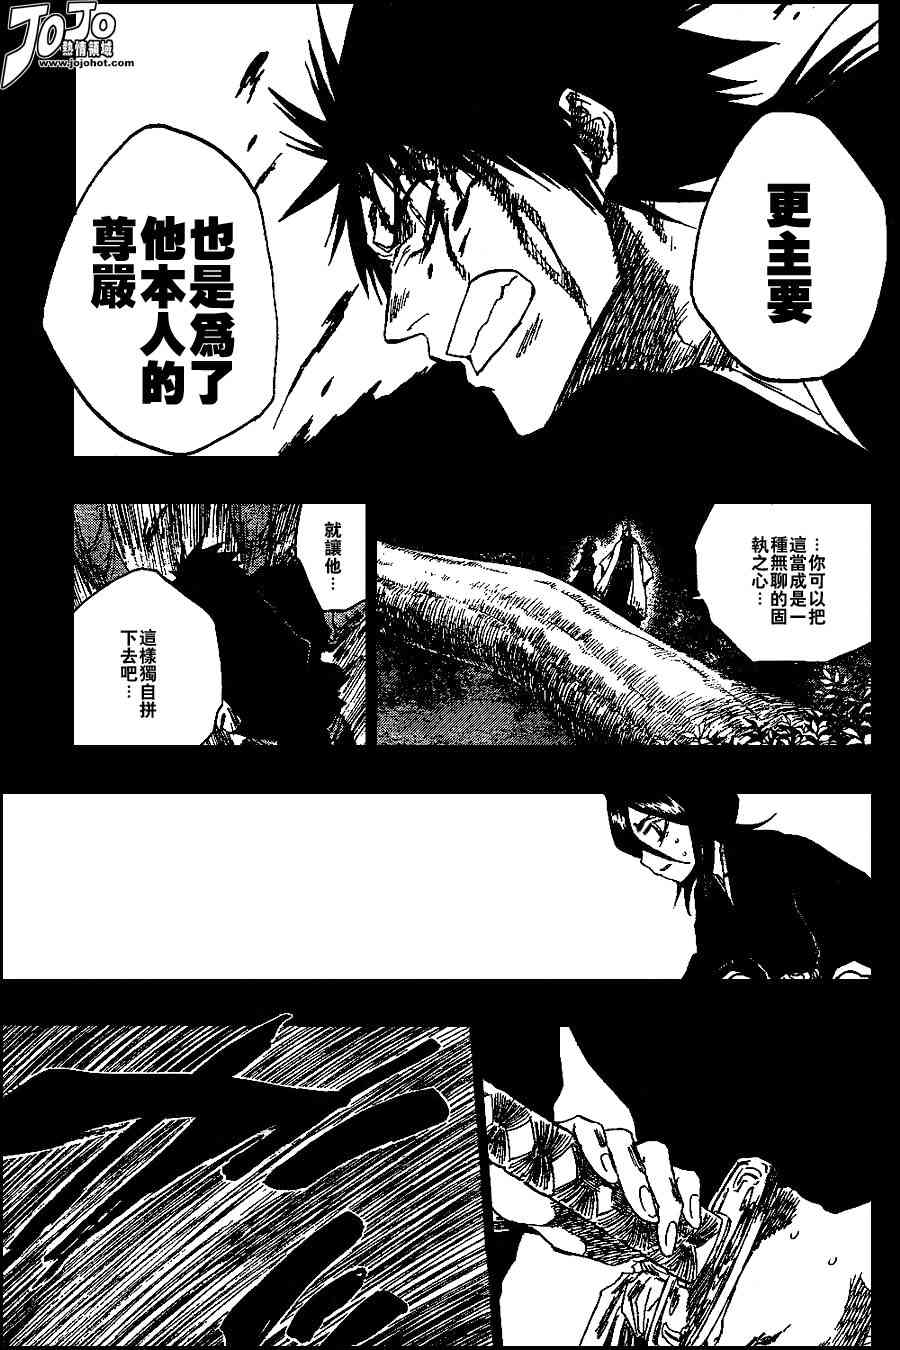 JOJO
熱情領域
www.jojohot.com
更主要
也是爲了
他本人的
尊嚴
…你可以把
這當成是一
種無聊的固
執之心…
就讓他…
這樣獨自拼
下去吧…